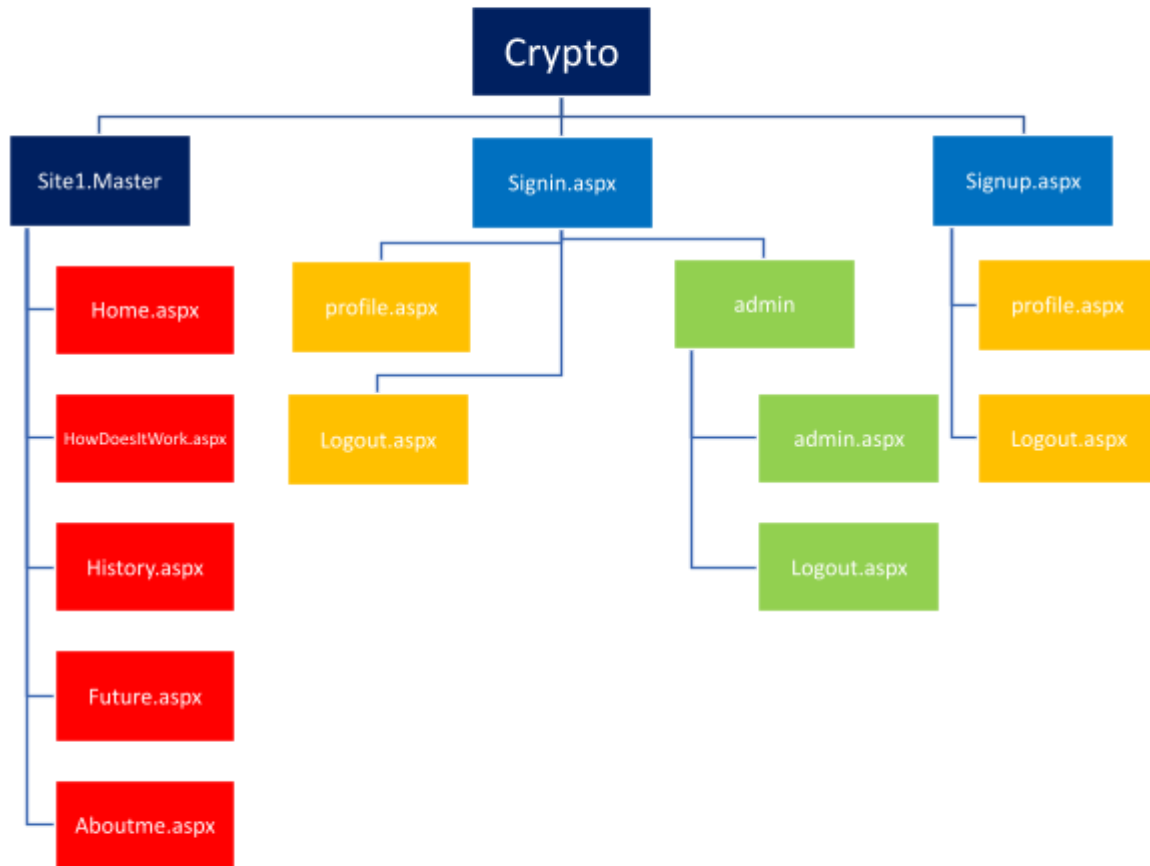 Crypto
Site1.Master
Signin.aspx
Signup.aspx
Home.aspx
profile.aspx
admin
profile.aspx
HowDoesItWork.aspx
Logout.aspx
admin.aspx
Logout.aspx
History.aspx
Logout.aspx
Future.aspx
Aboutme.aspx